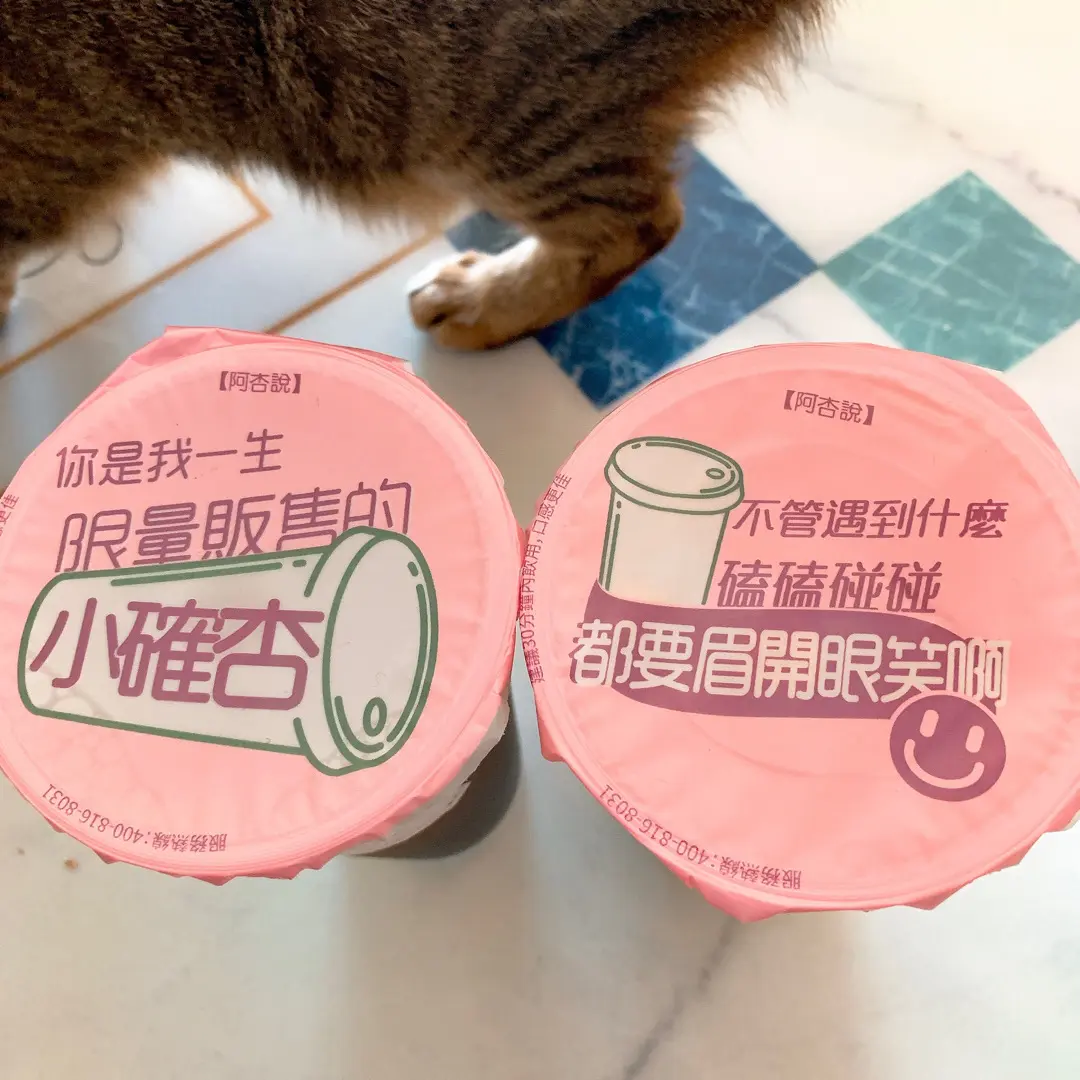 【阿杏說】
你是我一生
限量販售的
小確杏
服務熱線:400-816-8031
【阿杏說】
不管遇到什麼
磕磕碰碰
都要眉開眼笑啊
建議30分鐘內飲用,口感更佳
服務熱線:400-816-8031